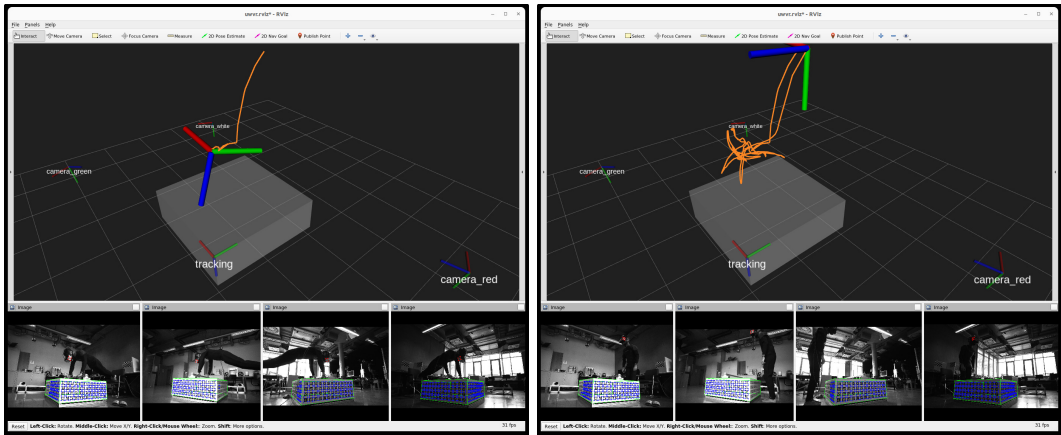 uwvr.rviz* - RViz
File Panels Help
Interact Move Camera Select Focus Camera Measure 2D Pose Estimate 2D Nav Goal Publish Point
camera_white
camera_green
tracking
camera_red
Image Image Image Image
Reset Left-Click: Rotate. Middle-Click: Move X/Y. Right-Click/Mouse Wheel: Zoom. Shift: More options. 31 fps
uwvr.rviz* - RViz
File Panels Help
Interact Move Camera Select Focus Camera Measure 2D Pose Estimate 2D Nav Goal Publish Point
camera_white
camera_green
tracking
camera_red
Image Image Image Image
Reset Left-Click: Rotate. Middle-Click: Move X/Y. Right-Click/Mouse Wheel: Zoom. Shift: More options. 31 fps